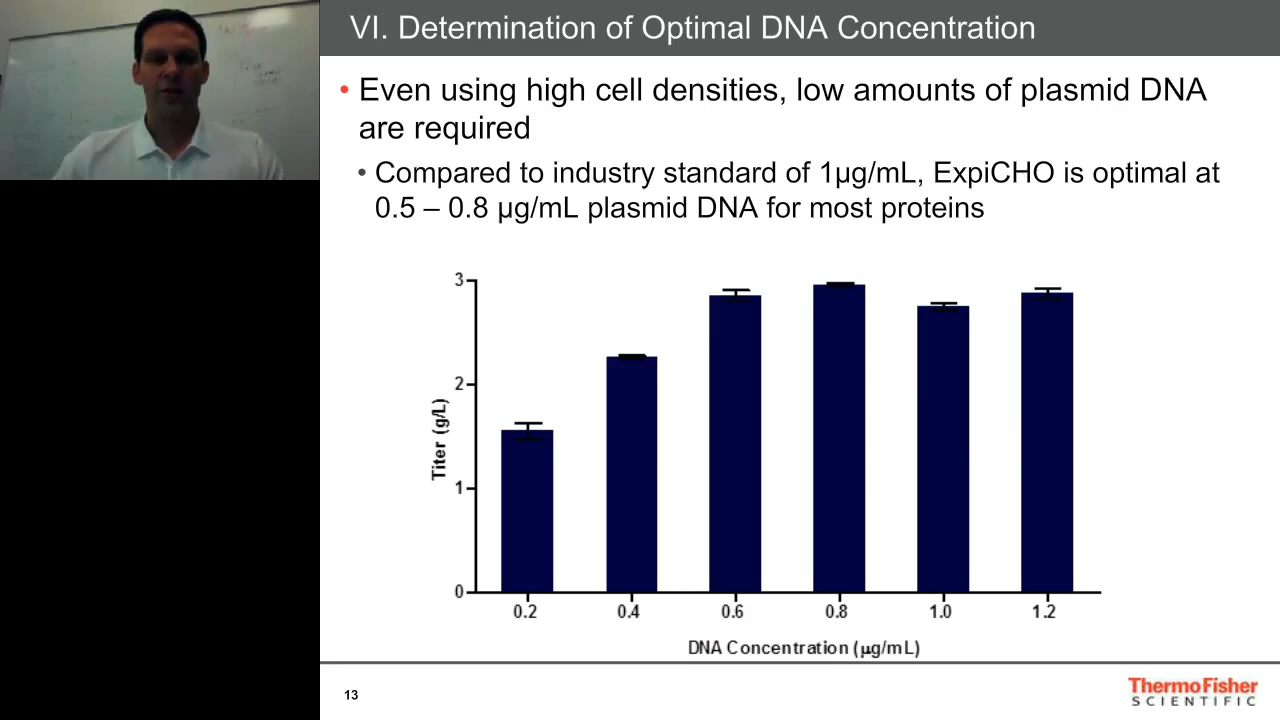 VI. Determination of Optimal DNA Concentration
• Even using high cell densities, low amounts of plasmid DNA
are required
• Compared to industry standard of 1µg/mL, ExpiCHO is optimal at
0.5 – 0.8 µg/mL plasmid DNA for most proteins
3
2
1
0
Titer (g/L)
0.2 0.4 0.6 0.8 1.0 1.2
DNA Concentration (µg/mL)
13
ThermoFisher
SCIENTIFIC